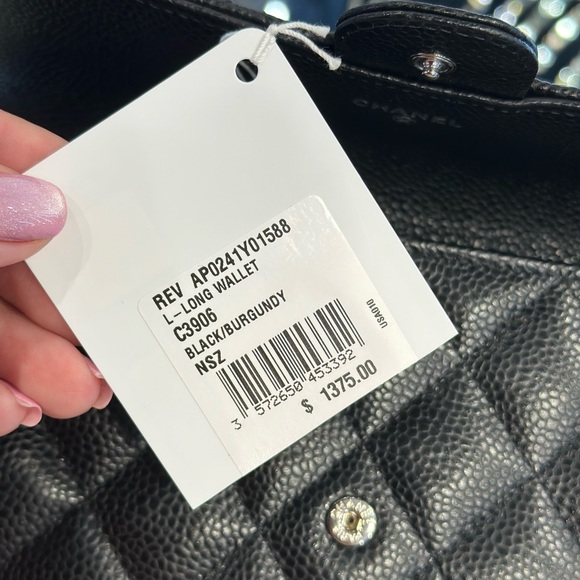 CHANEL
REV AP0241Y01588
L-LONG WALLET
C3906
BLACK/BURGUNDY
NSZ
USA010
3 572650 453392
$ 1375.00